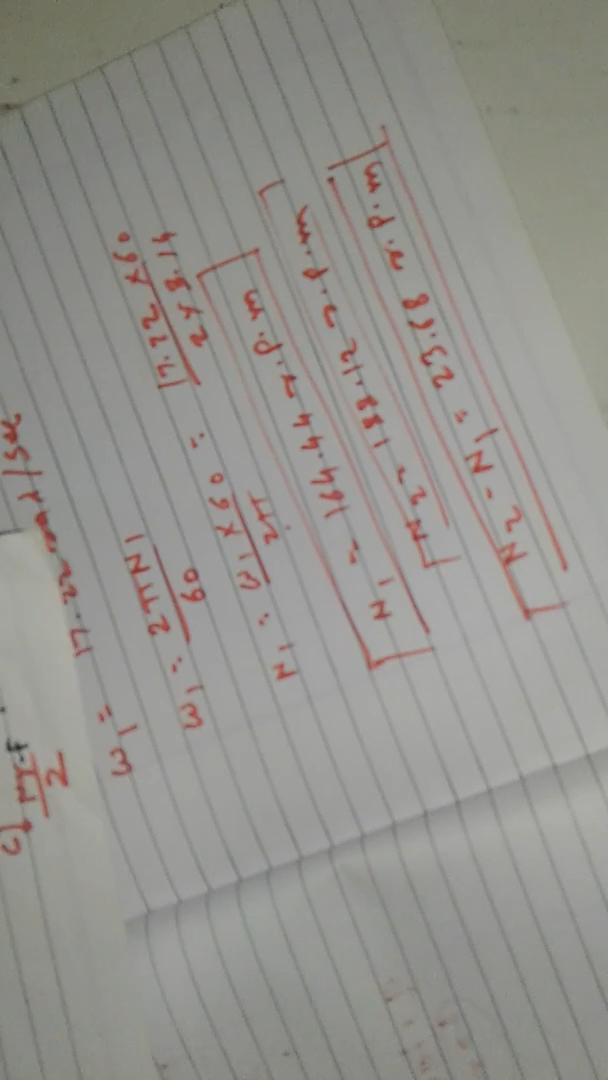 ω1 = 17.22 rad/sec
ω1 = 2πN1 / 60
N1 = ω1 × 60 / 2π = 17.22 × 60 / 2×3.14
N1 = 164.44 r.p.m
N2 = 188.12 r.p.m
N2 - N1 = 23.68 r.p.m